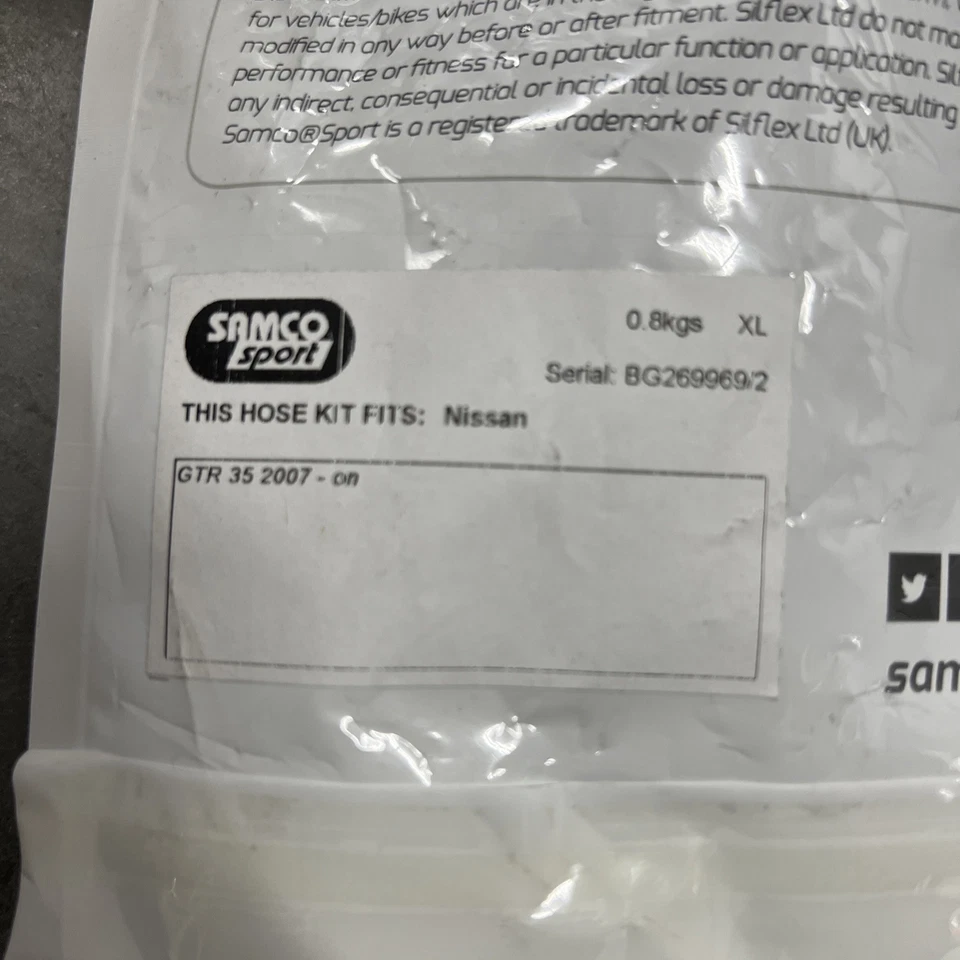 for vehicles/bikes which are in
modified in any way before or after fitment. Silflex Ltd do not
performance or fitness for a particular function or application.
any indirect, consequential or incidental loss or damage resulting
Samco®Sport is a registered trademark of Silflex Ltd (UK).
SAMCO
sport
0.8kgs XL
Serial: BG269969/2
THIS HOSE KIT FITS: Nissan
GTR 35 2007 - on
sam